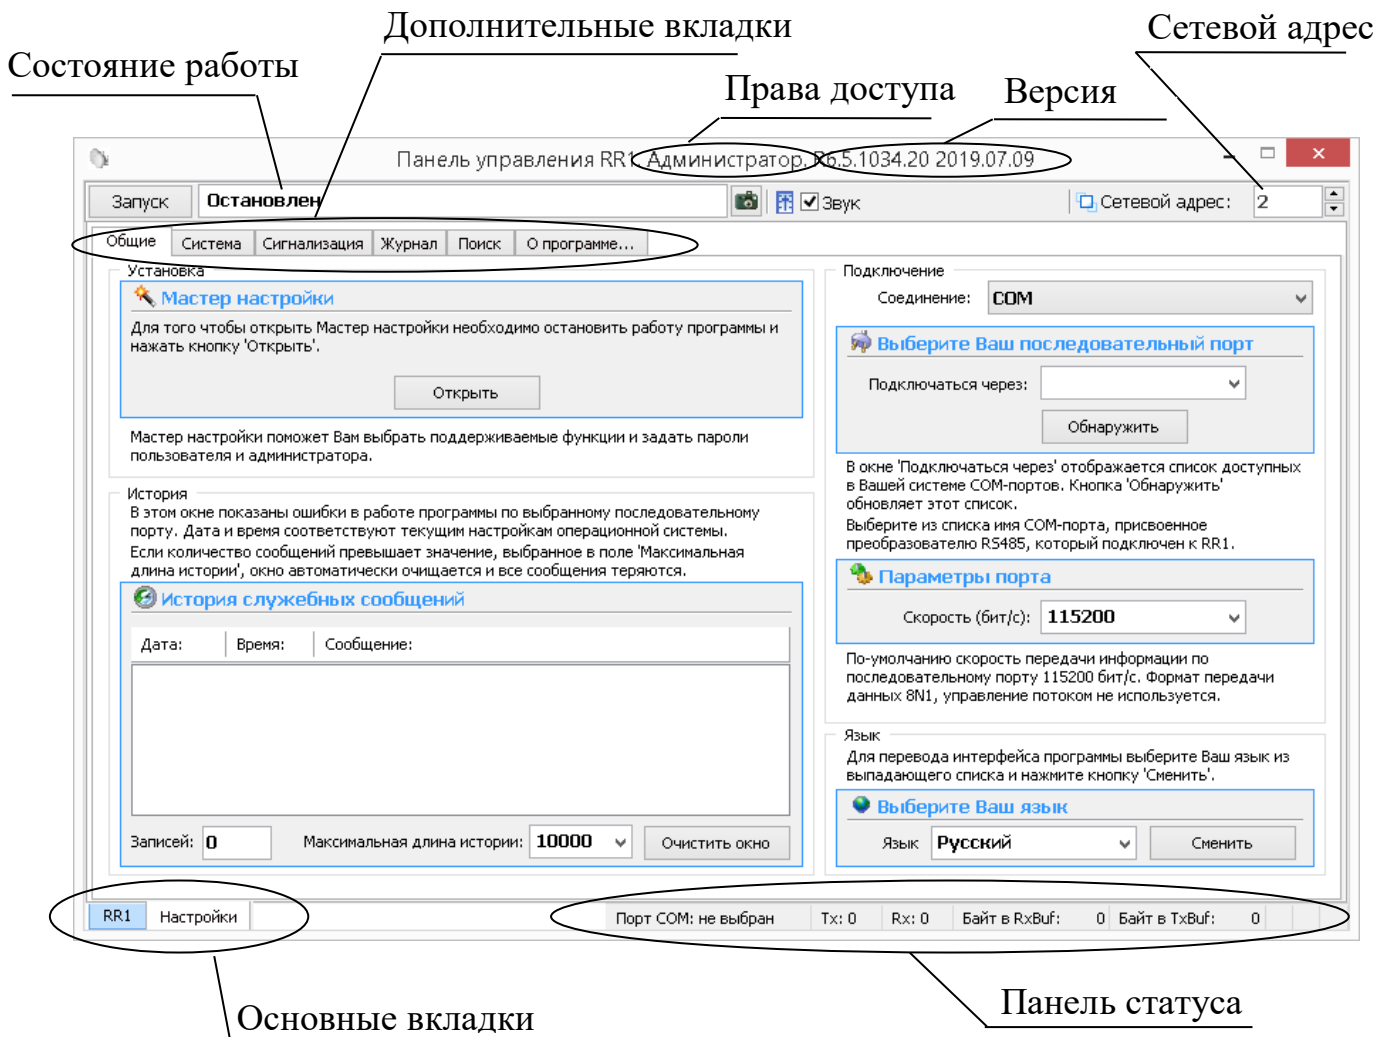 Дополнительные вкладки
Сетевой адрес
Состояние работы
Права доступа
Версия
Панель управления RR1. Администратор. R6.5.1034.20 2019.07.09
Запуск
Остановлен
Звук
Сетевой адрес:
2
Общие
Система
Сигнализация
Журнал
Поиск
О программе...
Установка
Мастер настройки
Для того чтобы открыть Мастер настройки необходимо остановить работу программы и
нажать кнопку 'Открыть'.
Открыть
Мастер настройки поможет Вам выбрать поддерживаемые функции и задать пароли
пользователя и администратора.
История
В этом окне показаны ошибки в работе программы по выбранному последовательному
порту. Дата и время соответствуют текущим настройкам операционной системы.
Если количество сообщений превышает значение, выбранное в поле 'Максимальная
длина истории', окно автоматически очищается и все сообщения теряются.
История служебных сообщений
Дата:
Время:
Сообщение:
Записей: 0
Максимальная длина истории: 10000
Очистить окно
Подключение
Соединение: COM
Выберите Ваш последовательный порт
Подключаться через:
Обнаружить
В окне 'Подключаться через' отображается список доступных
в Вашей системе COM-портов. Кнопка 'Обнаружить'
обновляет этот список.
Выберите из списка имя COM-порта, присвоенное
преобразователю RS485, который подключен к RR1.
Параметры порта
Скорость (бит/с): 115200
По-умолчанию скорость передачи информации по
последовательному порту 115200 бит/с. Формат передачи
данных 8N1, управление потоком не используется.
Язык
Для перевода интерфейса программы выберите Ваш язык из
выпадающего списка и нажмите кнопку 'Сменить'.
Выберите Ваш язык
Язык Русский
Сменить
RR1
Настройки
Порт COM: не выбран
Tx: 0
Rx: 0
Байт в RxBuf: 0
Байт в TxBuf: 0
Основные вкладки
Панель статуса